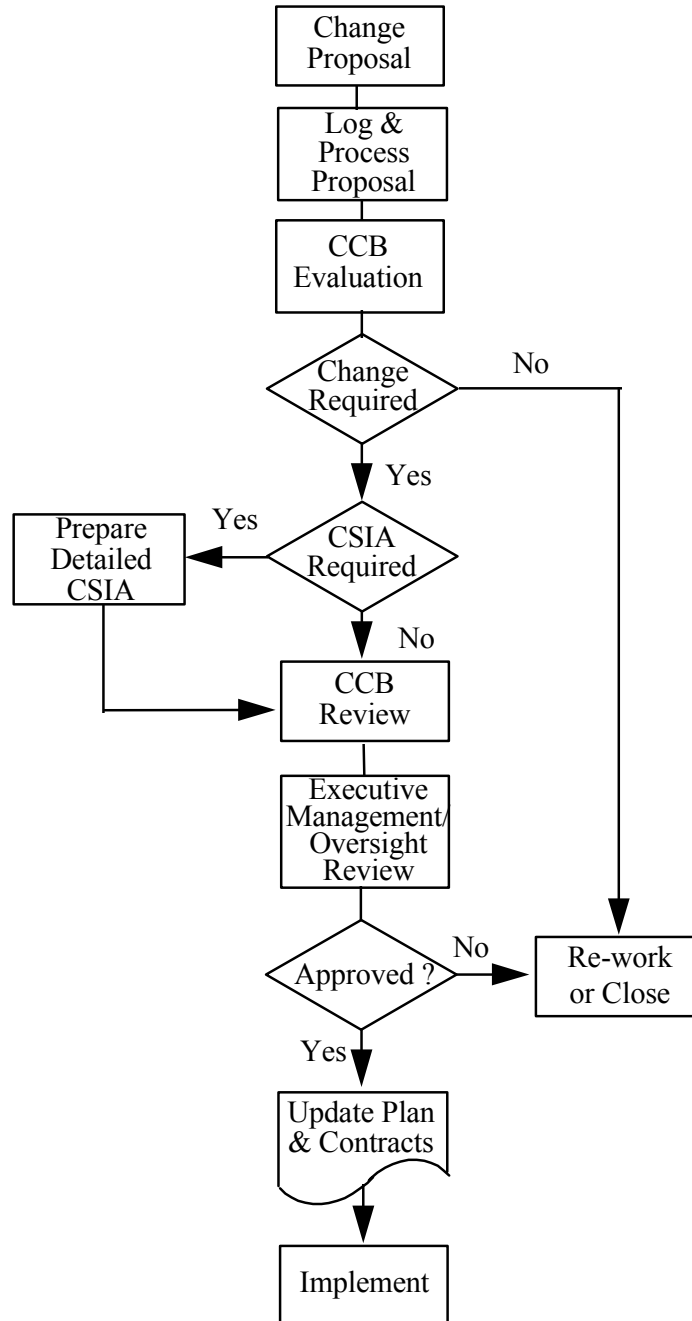 Change
Proposal
Log &
Process
Proposal
CCB
Evaluation
Change
Required
No
Yes
Prepare
Detailed
CSIA
Yes
CSIA
Required
No
CCB
Review
Executive
Management/
Oversight
Review
Approved ?
No
Re-work
or Close
Yes
Update Plan
& Contracts
Implement